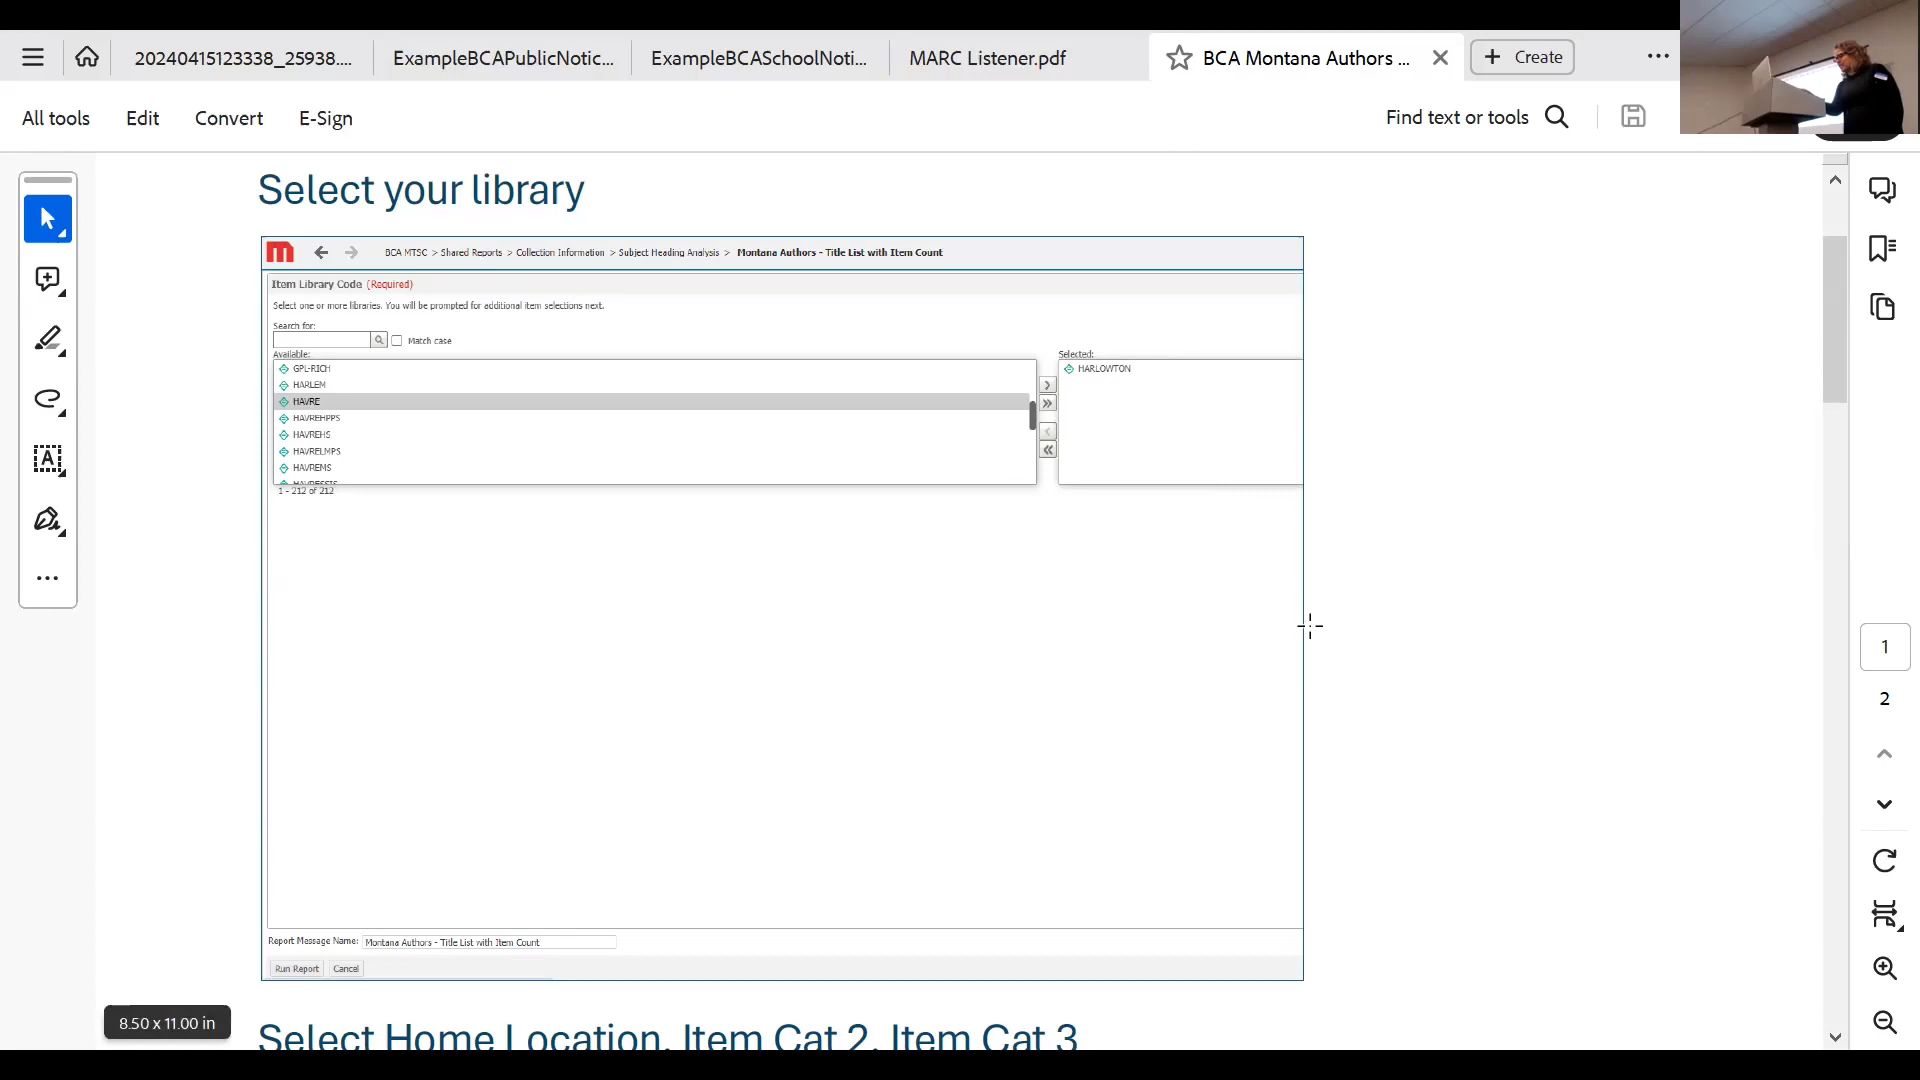 20240415123338_25938....
ExampleBCAPublicNotic...
ExampleBCASchoolNoti...
MARC Listener.pdf
BCA Montana Authors ...
Create
All tools
Edit
Convert
E-Sign
Find text or tools
Select your library
BCA MTSC > Shared Reports > Collection Information > Subject Heading Analysis > Montana Authors - Title List with Item Count
Item Library Code (Required)
Select one or more libraries. You will be prompted for additional item selections next.
Search for:
Match case
Available:
GPL-RICH
HARLEM
HAVRE
HAVREHPPS
HAVREHS
HAVRELMPS
HAVREMS
1 - 212 of 212
Selected:
HARLOWTON
Report Message Name: Montana Authors - Title List with Item Count
Run Report
Cancel
Select Home Location, Item Cat 2, Item Cat 3
8.50 x 11.00 in
1
2